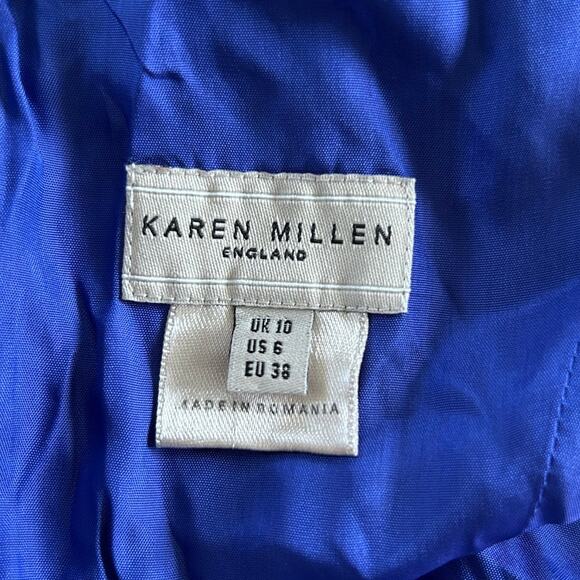 KAREN MILLEN
ENGLAND
UK 10
US 6
EU 38
MADE IN ROMANIA